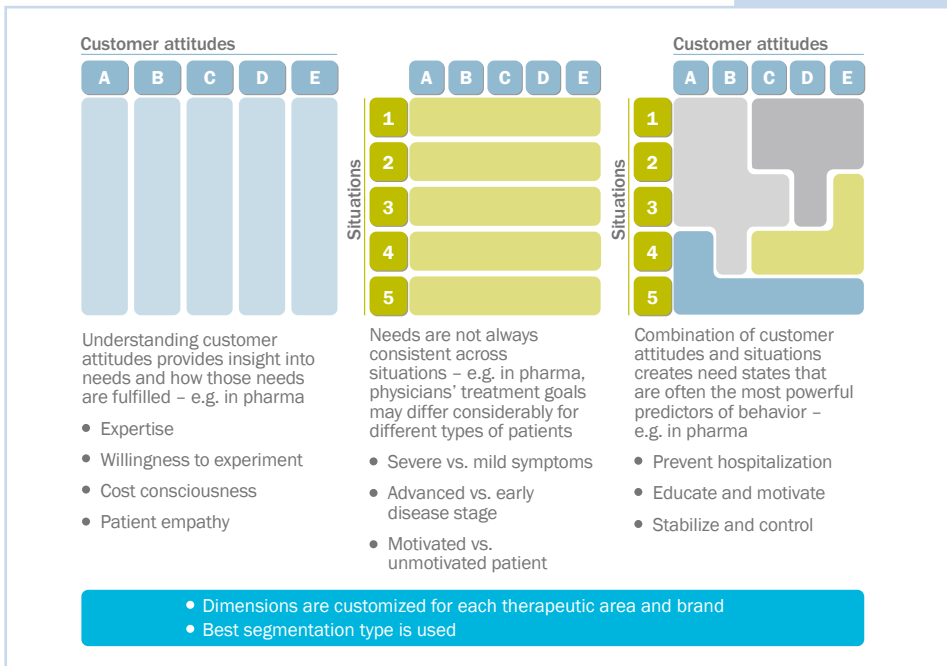 Customer attitudes
A B C D E
Understanding customer
attitudes provides insight into
needs and how those needs
are fulfilled – e.g. in pharma
• Expertise
• Willingness to experiment
• Cost consciousness
• Patient empathy
A B C D E
Situations
1
2
3
4
5
Needs are not always
consistent across
situations – e.g. in pharma,
physicians’ treatment goals
may differ considerably for
different types of patients
• Severe vs. mild symptoms
• Advanced vs. early
disease stage
• Motivated vs.
unmotivated patient
Customer attitudes
A B C D E
Situations
1
2
3
4
5
Combination of customer
attitudes and situations
creates need states that
are often the most powerful
predictors of behavior –
e.g. in pharma
• Prevent hospitalization
• Educate and motivate
• Stabilize and control
• Dimensions are customized for each therapeutic area and brand
• Best segmentation type is used